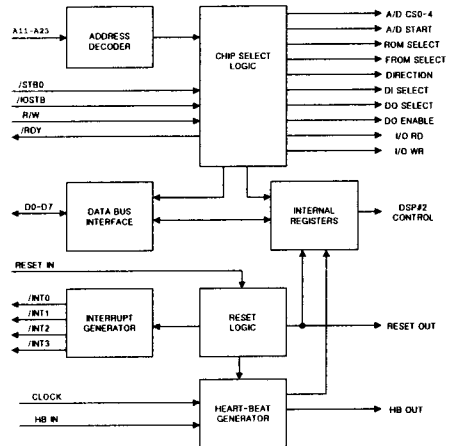 A11-A23
ADDRESS
DECODER
CHIP SELECT
LOGIC
A/D CS0-4
A/D START
ROM SELECT
FROM SELECT
DIRECTION
DI SELECT
DO SELECT
DO ENABLE
I/O RD
I/O WR
/STB0
/IOSTB
R/W
/RDY
D0-D7
DATA BUS
INTERFACE
INTERNAL
REGISTERS
DSP#2
CONTROL
RESET IN
/INT0
/INT1
/INT2
/INT3
INTERRUPT
GENERATOR
RESET
LOGIC
RESET OUT
CLOCK
HB IN
HEART-BEAT
GENERATOR
HB OUT